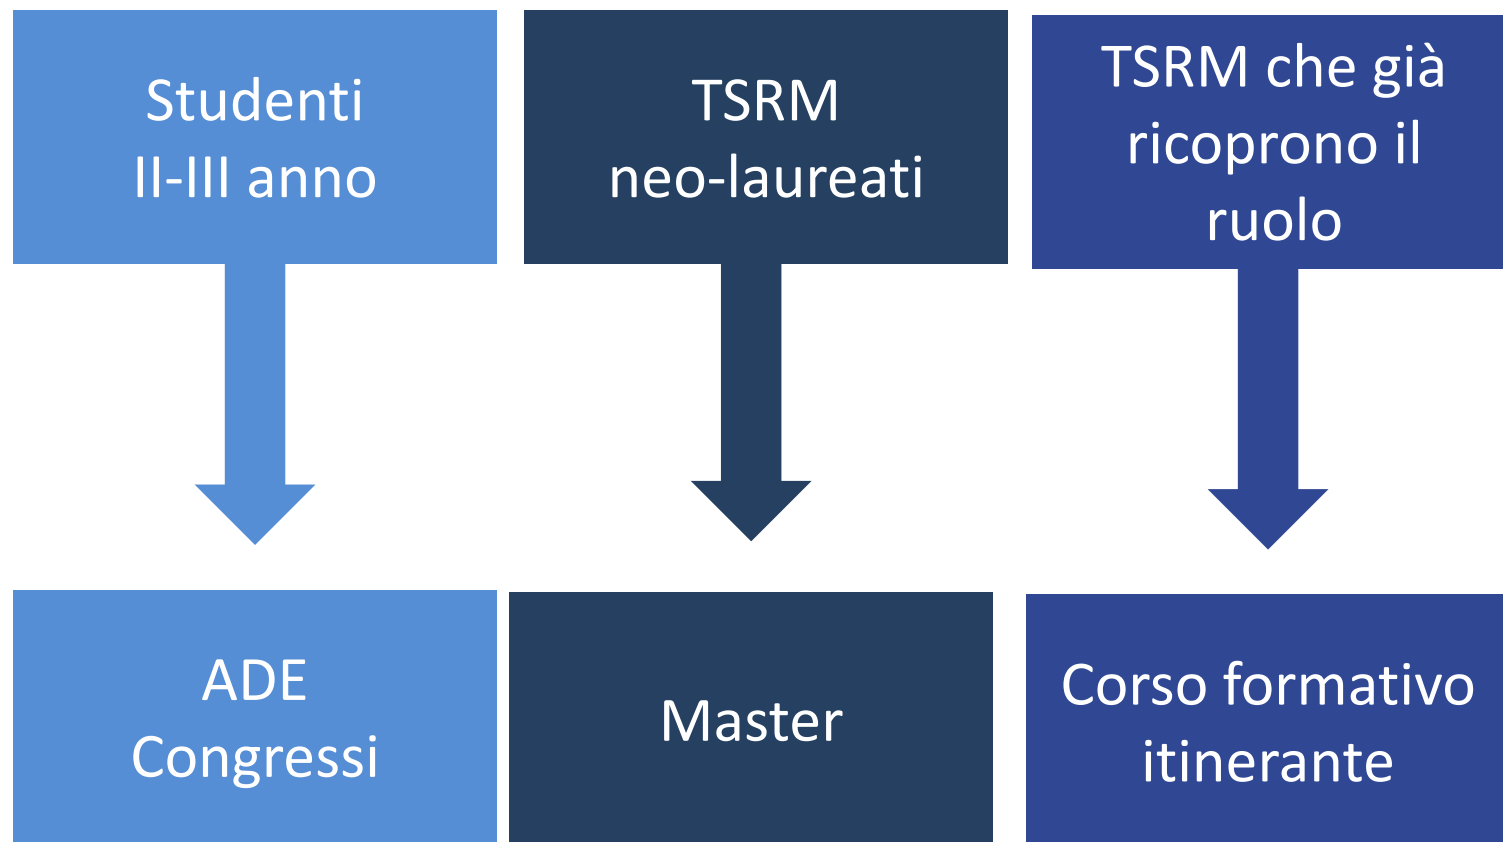 Studenti
II-III anno
TSRM
neo-laureati
TSRM che già
ricoprono il
ruolo
ADE
Congressi
Master
Corso formativo
itinerante